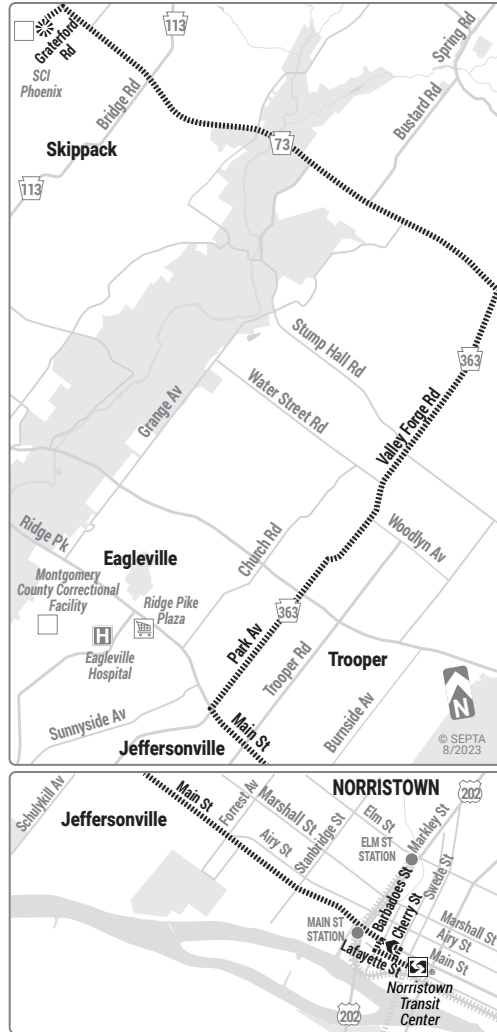 113
Spring Rd
Graterford
Rd
SCI
Phoenix
Bridge Rd
Bustard Rd
Skippack
73
113
Stump Hall Rd
363
Water Street Rd
Grange Av
Valley Forge Rd
Woodlyn Av
Church Rd
Ridge Pk
Eagleville
Montgomery
County Correctional
Facility
Ridge Pike
Plaza
363
H
Eagleville
Hospital
Park Av
Trooper Rd
Trooper
N
Sunnyside Av
Main St
Burnside Av
Jeffersonville
© SEPTA
8/2023
Schuylkill Av
Jeffersonville
Main St
Forrest Av
Marshall St
Airy St
Stanbridge St
NORRISTOWN
202
Elm St
ELM ST
STATION
Markley St
Swede St
Barbadoes St
Cherry St
MAIN ST
STATION
Lafayette St
Marshall St
Airy St
Main St
S
®
Norristown
Transit
Center
202